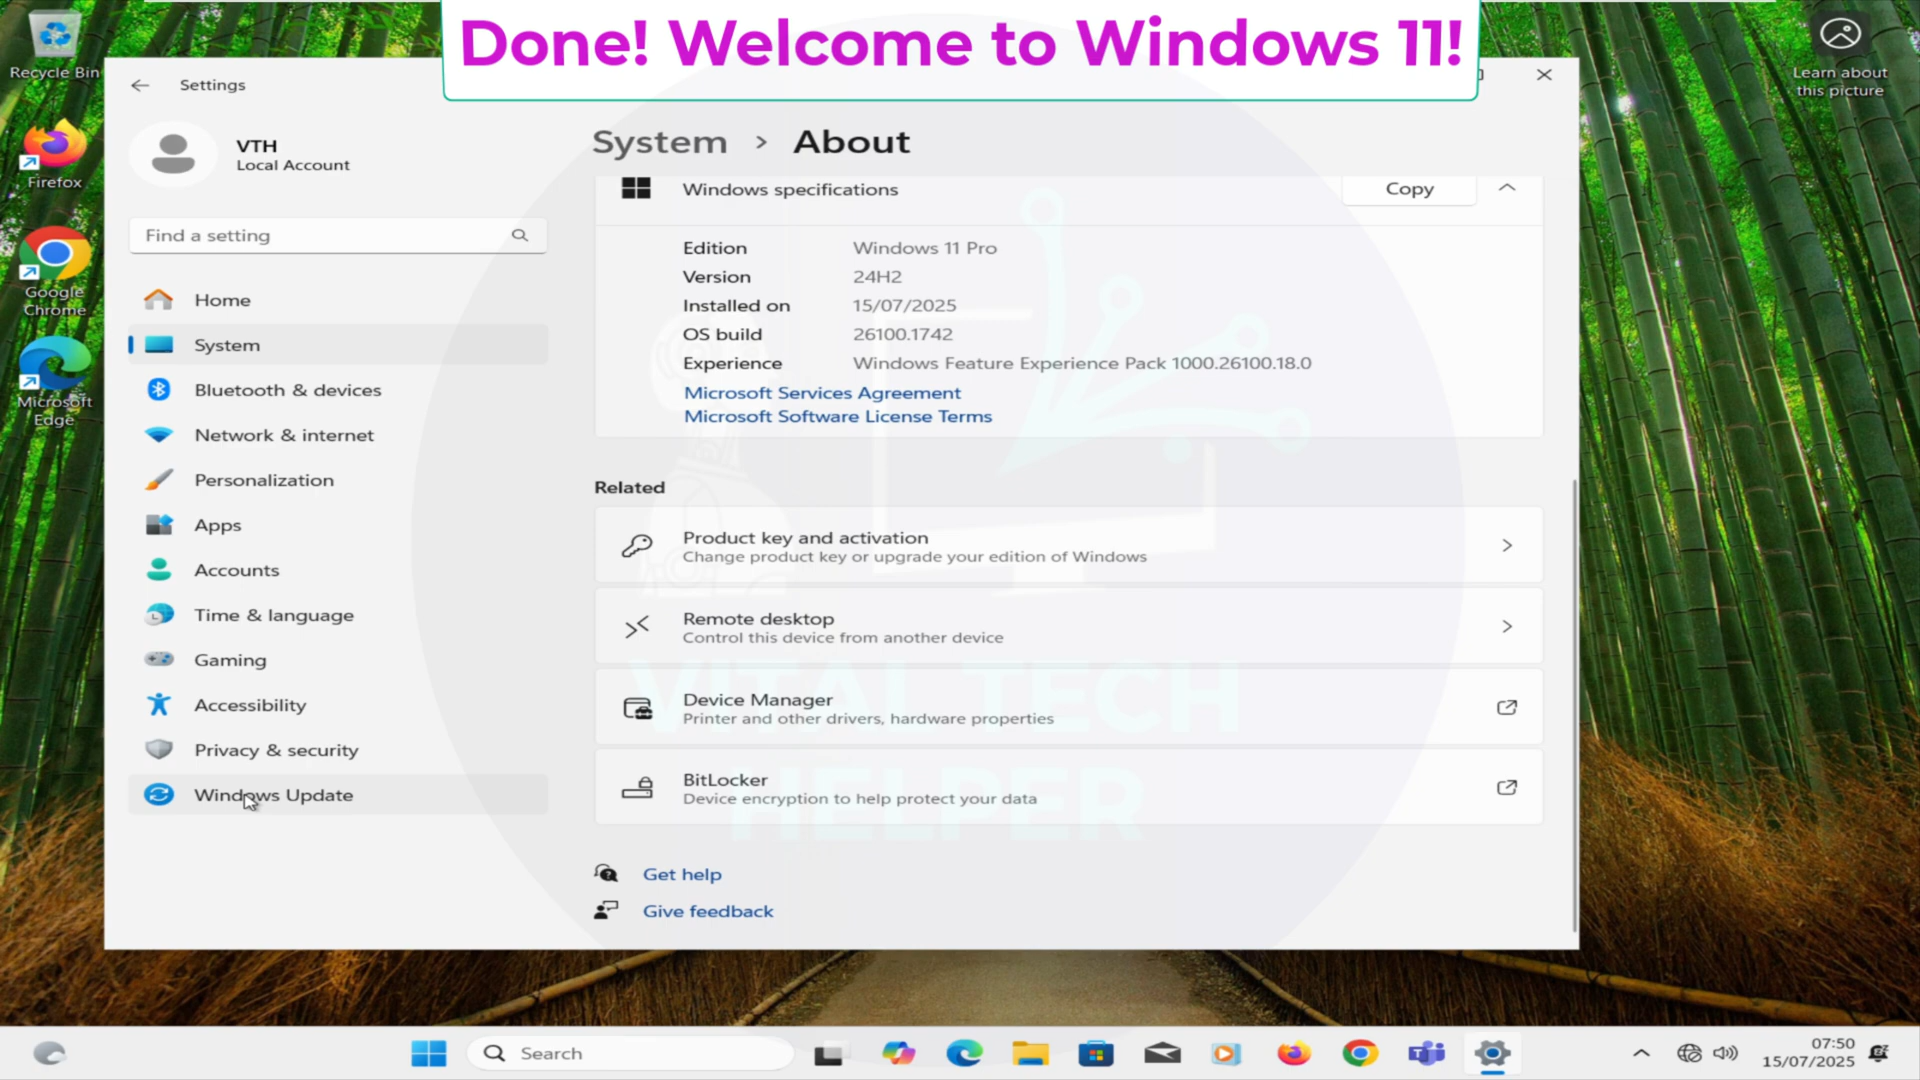 Done! Welcome to Windows 11!
Recycle Bin
Learn about
this picture
Settings
VTH
Local Account
System > About
Firefox
Windows specifications
Copy
Find a setting
Edition Windows 11 Pro
Version 24H2
Installed on 15/07/2025
OS build 26100.1742
Experience Windows Feature Experience Pack 1000.26100.18.0
Microsoft Services Agreement
Microsoft Software License Terms
Google
Chrome
Microsoft
Edge
Home
System
Bluetooth & devices
Network & internet
Personalization
Apps
Accounts
Time & language
Gaming
Accessibility
Privacy & security
Windows Update
Related
Product key and activation
Change product key or upgrade your edition of Windows
Remote desktop
Control this device from another device
VITAL TECH
Device Manager
Printer and other drivers, hardware properties
HELPER
BitLocker
Device encryption to help protect your data
Get help
Give feedback
Search
07:50
15/07/2025